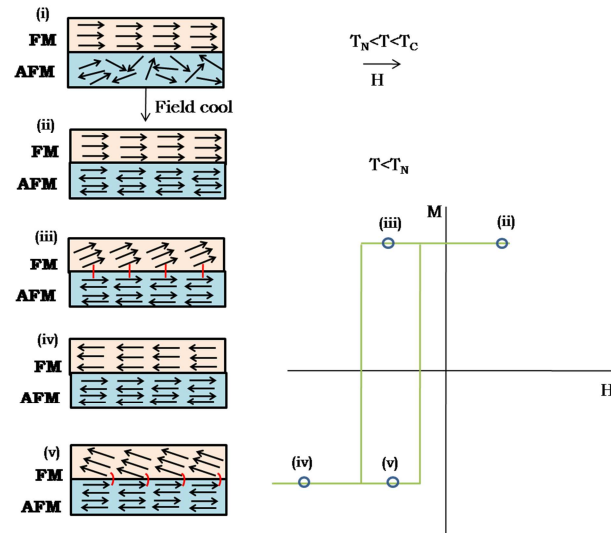 (i)
FM
AFM
T_N<T<T_C
H
Field cool
(ii)
FM
AFM
T<T_N
M
(iii)
(ii)
(iii)
FM
AFM
H
(iv)
FM
AFM
(v)
FM
AFM
(iv)
(v)